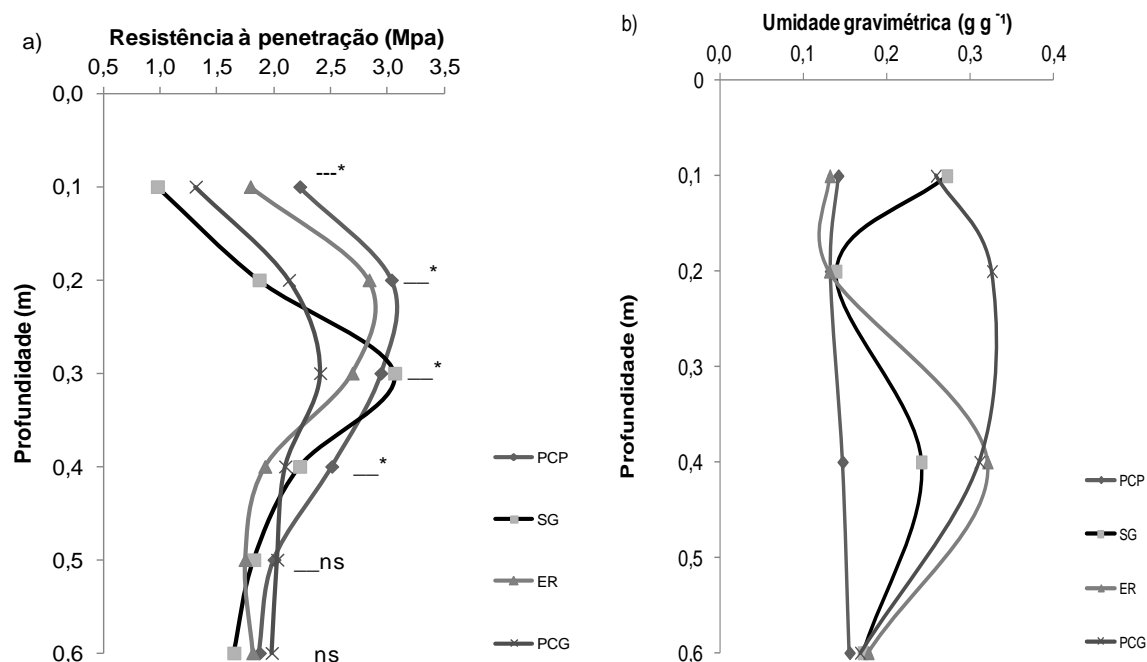 a)
Resistência à penetração (Mpa)
0,5 1,0 1,5 2,0 2,5 3,0 3,5
0,0
0,1
0,2
0,3
0,4
0,5
0,6
Profundidade (m)
---*
__*
__*
__*
__ns
ns
PCP
SG
ER
PCG
b)
Umidade gravimétrica (g g ⁻¹)
0,0 0,1 0,2 0,3 0,4
0
0,1
0,2
0,3
0,4
0,5
0,6
Profundidade (m)
PCP
SG
ER
PCG